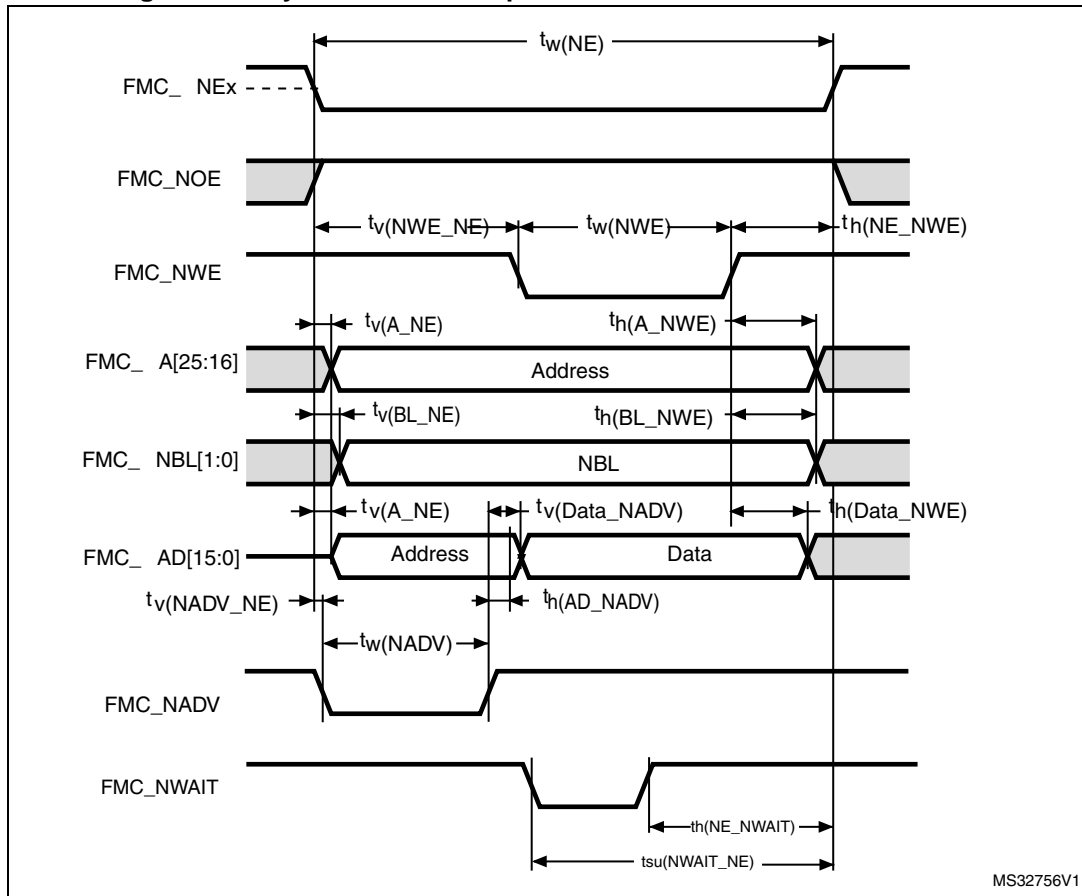 tw(NE)
FMC_ NEx
FMC_NOE
tv(NWE_NE) tw(NWE) th(NE_NWE)
FMC_NWE
tv(A_NE) th(A_NWE)
FMC_ A[25:16] Address
tv(BL_NE) th(BL_NWE)
FMC_ NBL[1:0] NBL
tv(A_NE) tv(Data_NADV) th(Data_NWE)
FMC_ AD[15:0] Address Data
tv(NADV_NE) th(AD_NADV)
tw(NADV)
FMC_NADV
FMC_NWAIT
th(NE_NWAIT)
tsu(NWAIT_NE)
MS32756V1